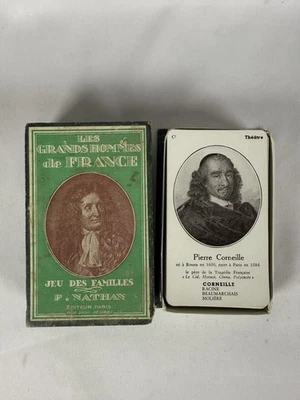 LES
GRANDS HOMMES
de FRANCE
JEU DES FAMILLES
F. NATHAN
ÉDITEUR PARIS
Théâtre
Pierre Corneille
né à Rouen en 1606, mort à Paris en 1684
le père de la Tragédie Française
« Le Cid, Horace, Cinna, Polyeucte »
CORNEILLE
RACINE
BEAUMARCHAIS
MOLIÈRE